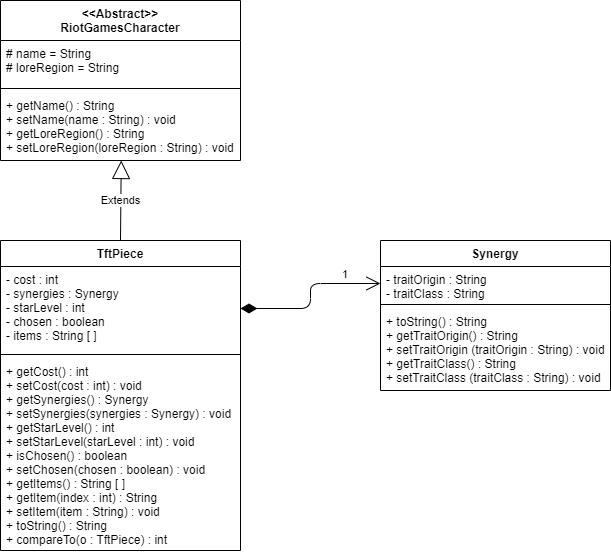 <<Abstract>>
RiotGamesCharacter
# name = String
# loreRegion = String
+ getName() : String
+ setName(name : String) : void
+ getLoreRegion() : String
+ setLoreRegion(loreRegion : String) : void
Extends
TftPiece
- cost : int
- synergies : Synergy
- starLevel : int
- chosen : boolean
- items : String [ ]
+ getCost() : int
+ setCost(cost : int) : void
+ getSynergies() : Synergy
+ setSynergies(synergies : Synergy) : void
+ getStarLevel() : int
+ setStarLevel(starLevel : int) : void
+ isChosen() : boolean
+ setChosen(chosen : boolean) : void
+ getItems() : String [ ]
+ getItem(index : int) : String
+ setItem(item : String) : void
+ toString() : String
+ compareTo(o : TftPiece) : int
1
Synergy
- traitOrigin : String
- traitClass : String
+ toString() : String
+ getTraitOrigin() : String
+ setTraitOrigin (traitOrigin : String) : void
+ getTraitClass() : String
+ setTraitClass (traitClass : String) : void